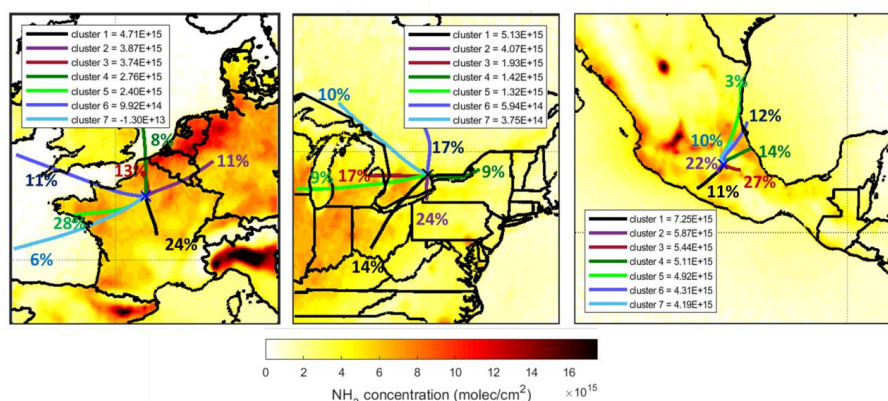 cluster 1 = 4.71E+15
cluster 2 = 3.87E+15
cluster 3 = 3.74E+15
cluster 4 = 2.76E+15
cluster 5 = 2.40E+15
cluster 6 = 9.92E+14
cluster 7 = -1.30E+13
8%
13%
11%
11%
28%
24%
6%
cluster 1 = 5.13E+15
cluster 2 = 4.07E+15
cluster 3 = 1.93E+15
cluster 4 = 1.42E+15
cluster 5 = 1.32E+15
cluster 6 = 5.94E+14
cluster 7 = 3.75E+14
10%
17%
9%
17%
9%
24%
14%
3%
12%
10%
14%
22%
27%
11%
cluster 1 = 7.25E+15
cluster 2 = 5.87E+15
cluster 3 = 5.44E+15
cluster 4 = 5.11E+15
cluster 5 = 4.92E+15
cluster 6 = 4.31E+15
cluster 7 = 4.19E+15
0 2 4 6 8 10 12 14 16
NH₃ concentration (molec/cm²) ×10¹⁵